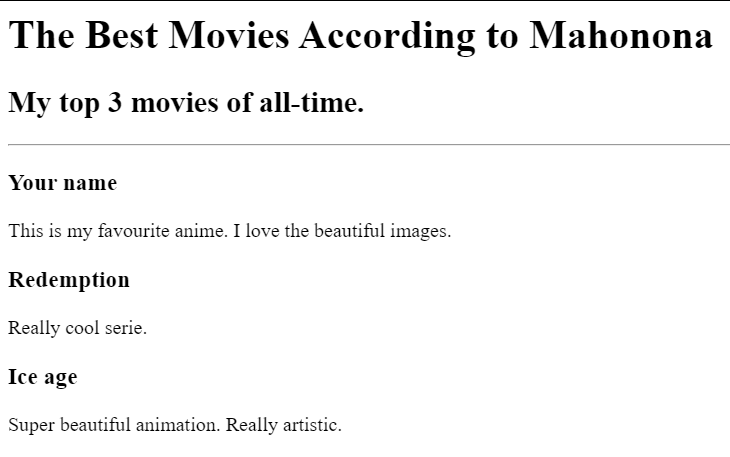 The Best Movies According to Mahonona
My top 3 movies of all-time.
Your name
This is my favourite anime. I love the beautiful images.
Redemption
Really cool serie.
Ice age
Super beautiful animation. Really artistic.